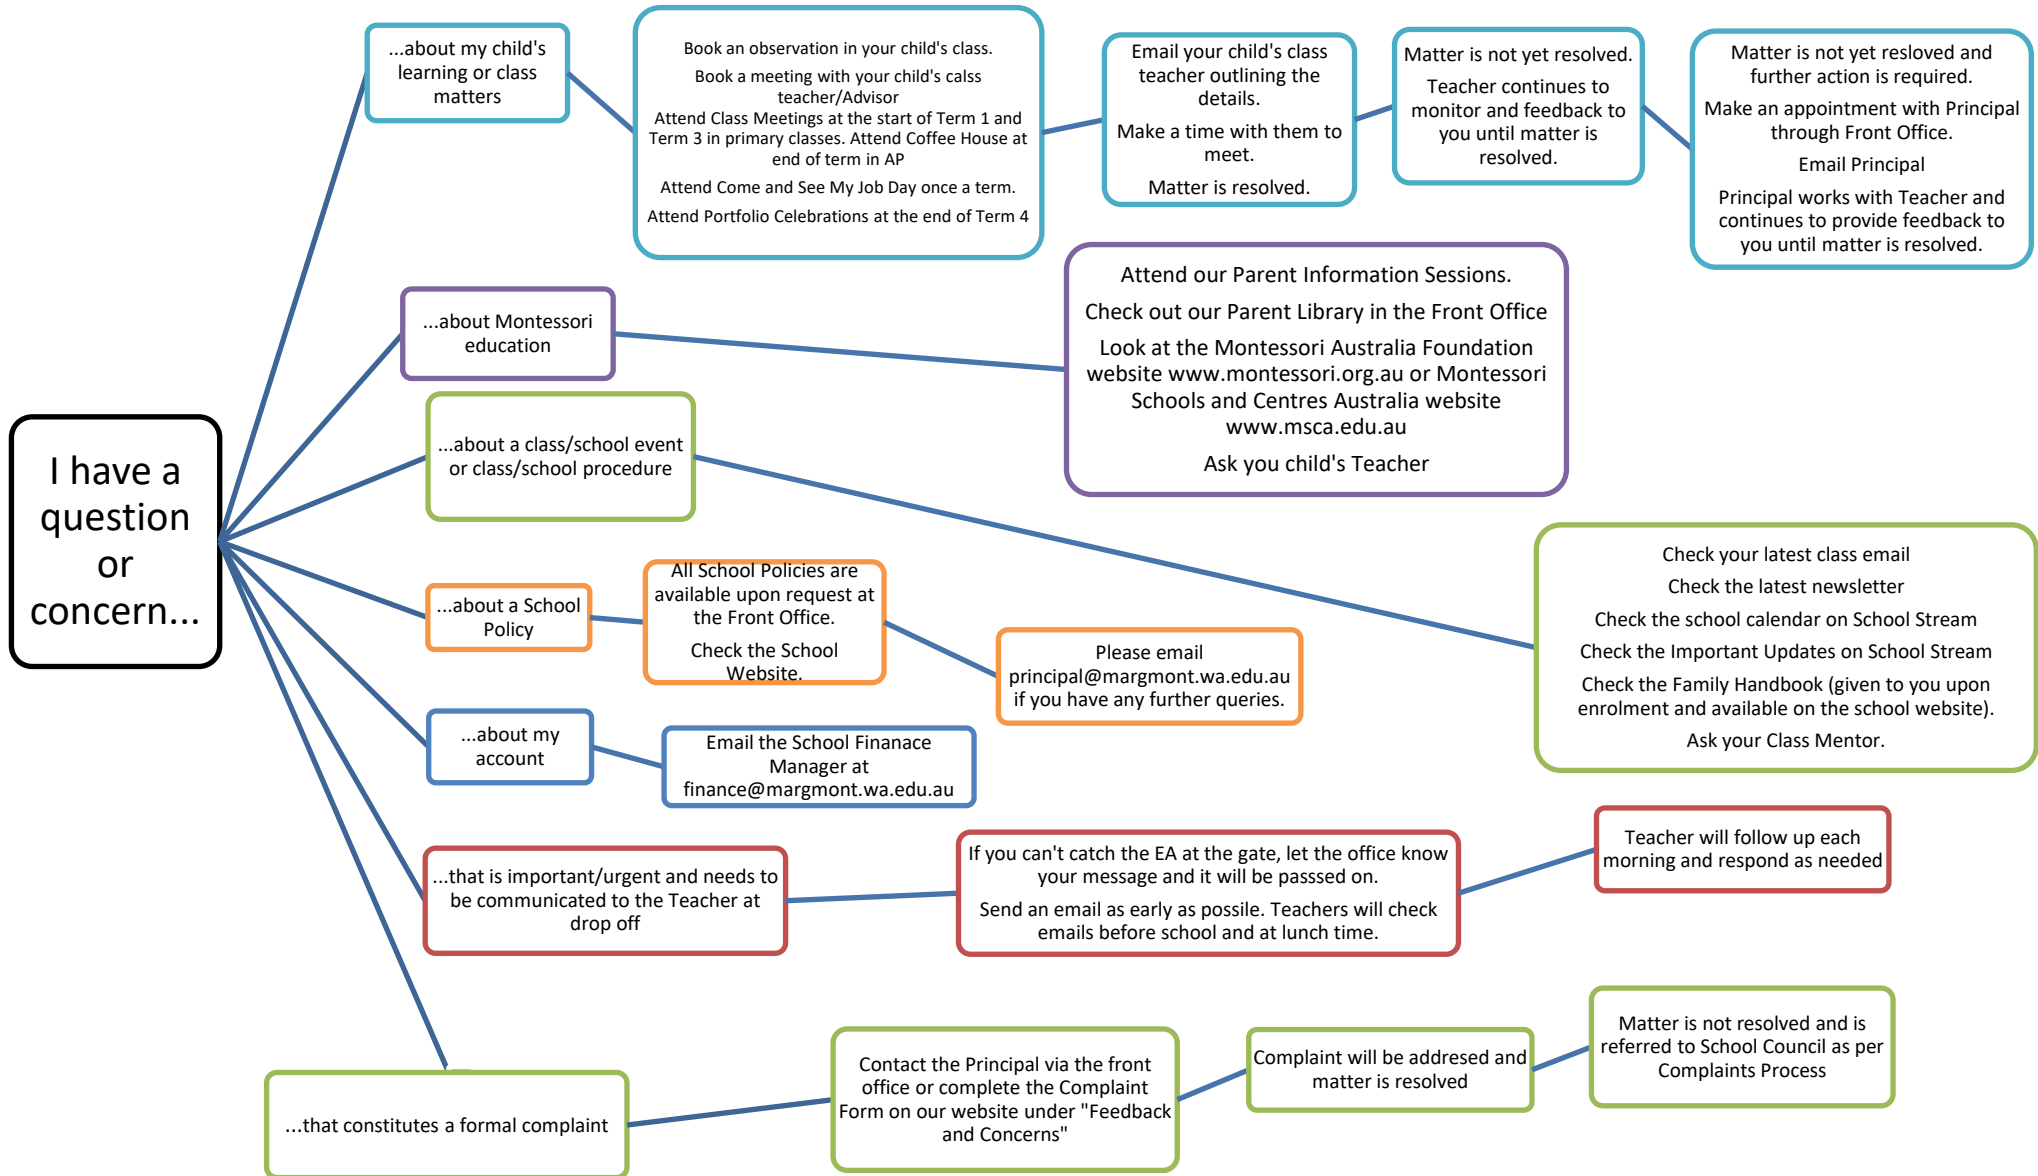 I have a
question
or
concern...
...about my child's
learning or class
matters
Book an observation in your child's class.
Book a meeting with your child's calss
teacher/Advisor
Attend Class Meetings at the start of Term 1 and
Term 3 in primary classes. Attend Coffee House at
end of term in AP
Attend Come and See My Job Day once a term.
Attend Portfolio Celebrations at the end of Term 4
Email your child's class
teacher outlining the
details.
Make a time with them to
meet.
Matter is resolved.
Matter is not yet resolved.
Teacher continues to
monitor and feedback to
you until matter is
resolved.
Matter is not yet resloved and
further action is required.
Make an appointment with Principal
through Front Office.
Email Principal
Principal works with Teacher and
continues to provide feedback to
you until matter is resolved.
...about Montessori
education
Attend our Parent Information Sessions.
Check out our Parent Library in the Front Office
Look at the Montessori Australia Foundation
website www.montessori.org.au or Montessori
Schools and Centres Australia website
www.msca.edu.au
Ask you child's Teacher
...about a class/school event
or class/school procedure
Check your latest class email
Check the latest newsletter
Check the school calendar on School Stream
Check the Important Updates on School Stream
Check the Family Handbook (given to you upon
enrolment and available on the school website).
Ask your Class Mentor.
...about a School
Policy
All School Policies are
available upon request at
the Front Office.
Check the School
Website.
Please email
principal@margmont.wa.edu.au
if you have any further queries.
...about my
account
Email the School Finanace
Manager at
finance@margmont.wa.edu.au
...that is important/urgent and needs to
be communicated to the Teacher at
drop off
If you can't catch the EA at the gate, let the office know
your message and it will be passsed on.
Send an email as early as possile. Teachers will check
emails before school and at lunch time.
Teacher will follow up each
morning and respond as needed
...that constitutes a formal complaint
Contact the Principal via the front
office or complete the Complaint
Form on our website under "Feedback
and Concerns"
Complaint will be addresed and
matter is resolved
Matter is not resolved and is
referred to School Council as per
Complaints Process